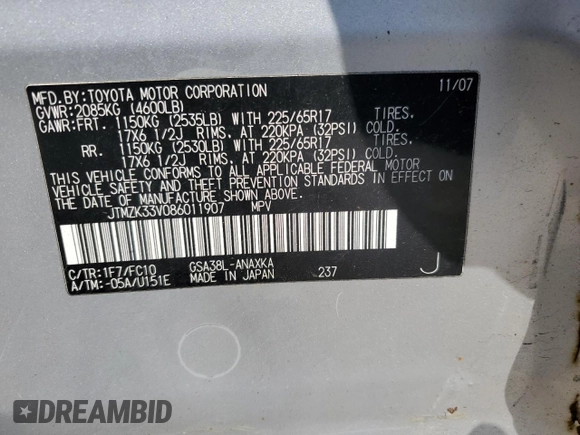 MFD.BY:TOYOTA MOTOR CORPORATION 11/07
GVWR:2085KG (4600LB)
GAWR:FRT. 1150KG (2535LB) WITH 225/65R17 TIRES.
17X6 1/2J RIMS. AT 220KPA (32PSI) COLD.
RR. 1150KG (2530LB) WITH 225/65R17 TIRES.
17X6 1/2J RIMS. AT 220KPA (32PSI) COLD.
THIS VEHICLE CONFORMS TO ALL APPLICABLE FEDERAL MOTOR
VEHICLE SAFETY AND THEFT PREVENTION STANDARDS IN EFFECT ON
THE DATE OF MANUFACTURE SHOWN ABOVE.
JTMZK33V086011907 MPV
C/TR:1F7/FC10 GSA38L-ANAXKA
A/TM:-05A/U151E MADE IN JAPAN 237 J
DREAMBID